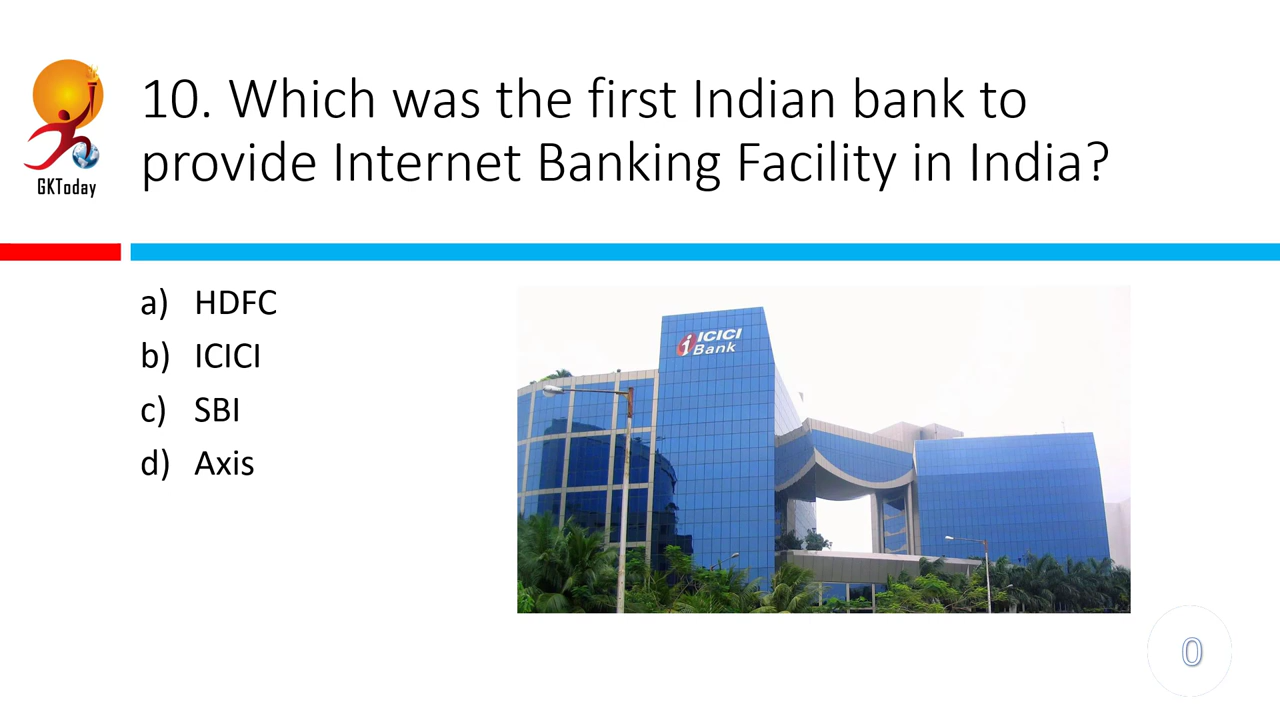 10. Which was the first Indian bank to
provide Internet Banking Facility in India?
GKToday
a) HDFC
b) ICICI
c) SBI
d) Axis
ICICI
Bank
0